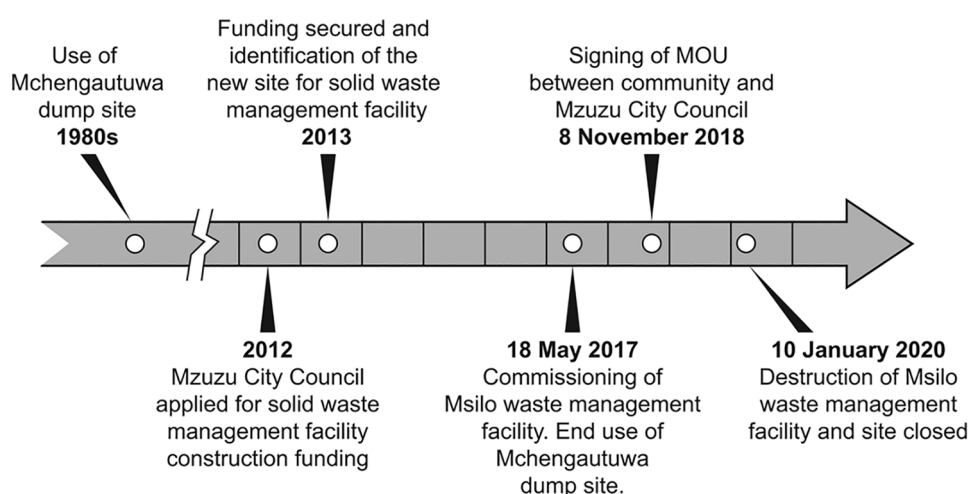 Use of
Mchengautuwa
dump site
1980s
Funding secured and
identification of the
new site for solid waste
management facility
2013
Signing of MOU
between community and
Mzuzu City Council
8 November 2018
2012
Mzuzu City Council
applied for solid waste
management facility
construction funding
18 May 2017
Commissioning of
Msilo waste management
facility. End use of
Mchengautuwa
dump site.
10 January 2020
Destruction of Msilo
waste management
facility and site closed